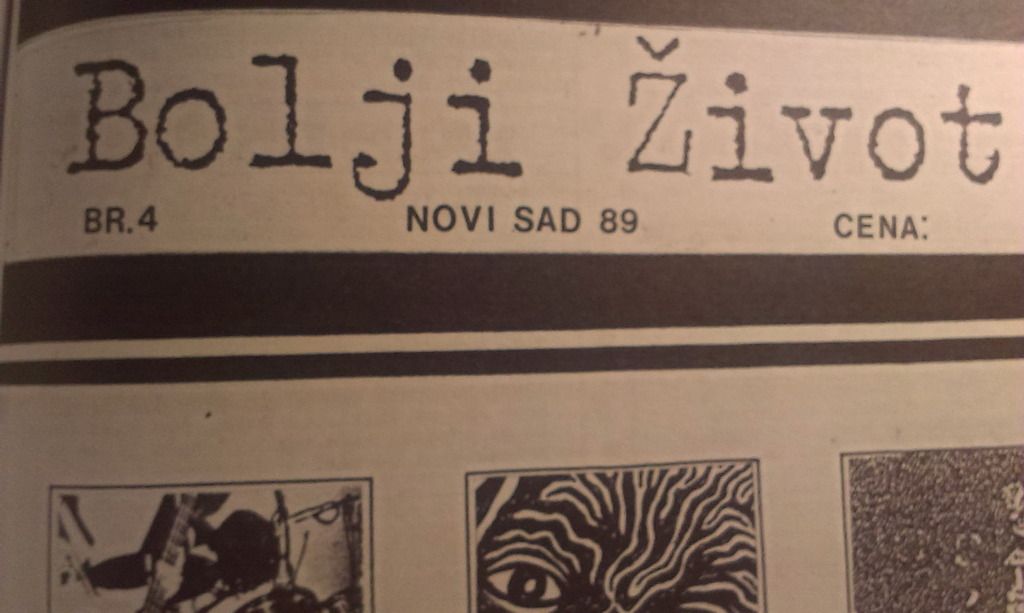 Bolji Život
BR.4 NOVI SAD 89 CENA: